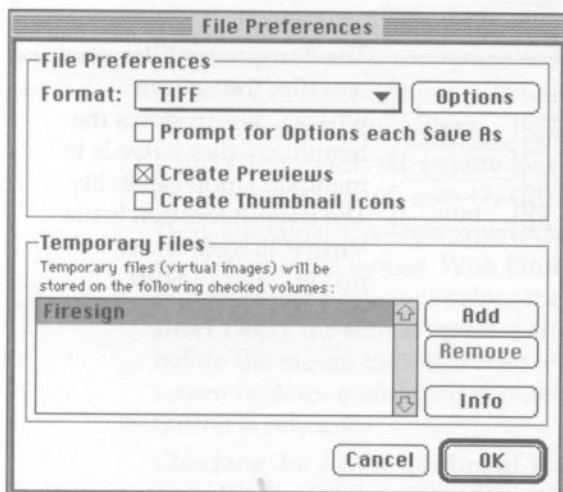 File Preferences
File Preferences
Format: TIFF Options
Prompt for Options each Save As
Create Previews
Create Thumbnail Icons
Temporary Files
Temporary files (virtual images) will be
stored on the following checked volumes:
Firesign
Add
Remove
Info
Cancel OK